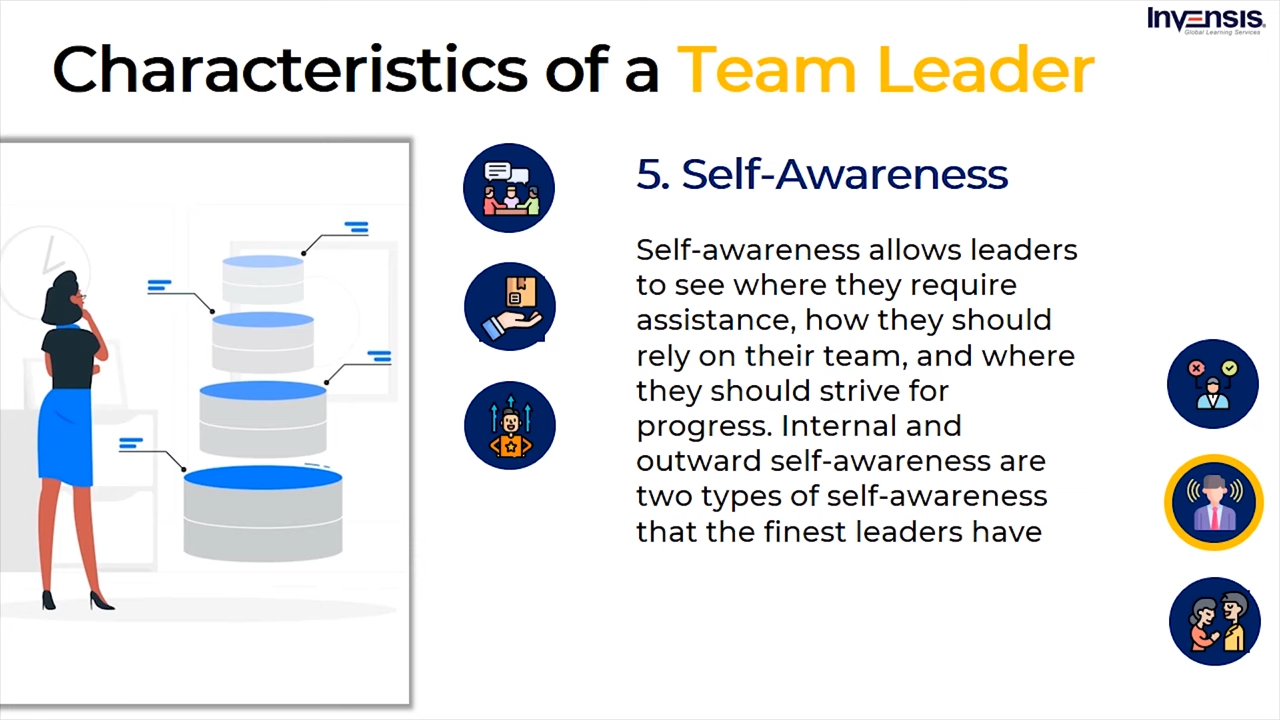 Invensis
Global Learning Services
Characteristics of a Team Leader
5. Self-Awareness
Self-awareness allows leaders
to see where they require
assistance, how they should
rely on their team, and where
they should strive for
progress. Internal and
outward self-awareness are
two types of self-awareness
that the finest leaders have